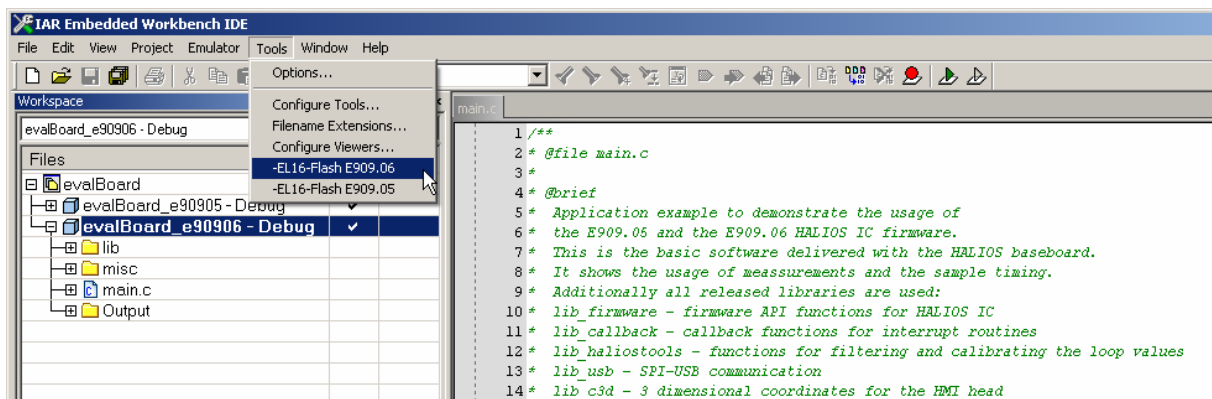 IAR Embedded Workbench IDE
File Edit View Project Emulator Tools Window Help
Options...
Configure Tools...
Filename Extensions...
Configure Viewers...
-EL16-Flash E909.06
-EL16-Flash E909.05
Workspace
evalBoard_e90906 - Debug
Files
evalBoard
evalBoard_e90905 - Debug
evalBoard_e90906 - Debug
lib
misc
main.c
Output
main.c
1 /**
2 * @file main.c
3 *
4 * @brief
5 * Application example to demonstrate the usage of
6 * the E909.05 and the E909.06 HALIOS IC firmware.
7 * This is the basic software delivered with the HALIOS baseboard.
8 * It shows the usage of meassurements and the sample timing.
9 * Additionally all released libraries are used:
10 * lib_firmware - firmware API functions for HALIOS IC
11 * lib_callback - callback functions for interrupt routines
12 * lib_haliostools - functions for filtering and calibrating the loop values
13 * lib_usb - SPI-USB communication
14 * lib_c3d - 3 dimensional coordinates for the HMI head